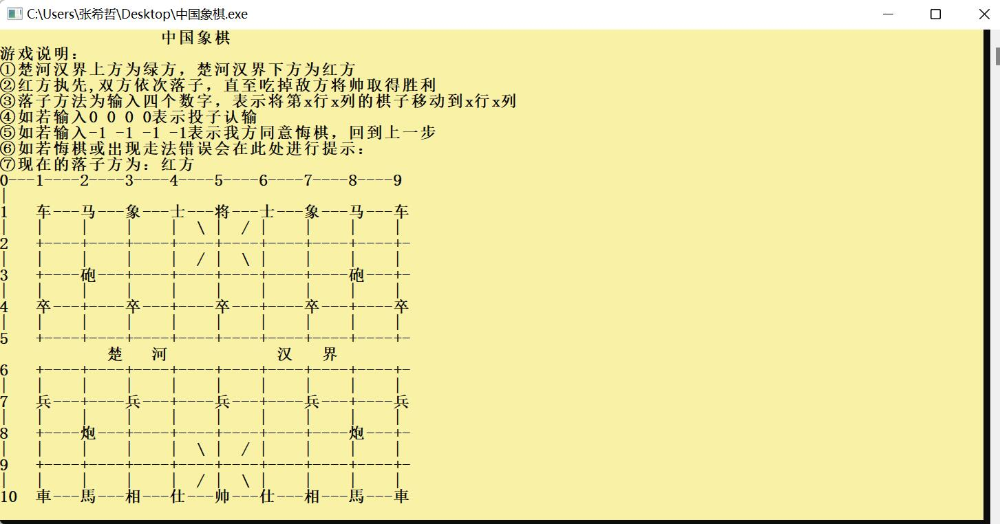 C:\Users\张希哲\Desktop\中国象棋.exe
中国象棋
游戏说明:
①楚河汉界上方为绿方，楚河汉界下方为红方
②红方执先,双方依次落子，直至吃掉敌方将帅取得胜利
③落子方法为输入四个数字，表示将第x行x列的棋子移动到x行x列
④如若输入0 0 0 0表示投子认输
⑤如若输入-1 -1 -1 -1表示我方同意悔棋，回到上一步
⑥如若悔棋或出现走法错误会在此处进行提示:
⑦现在的落子方为: 红方
0---1----2----3----4----5----6----7----8----9
|
1   车---马---象---士---将---士---象---马---车
|   |    |    |    |  \ |  / |    |    |    |
2   +----+----+----+----+----+----+----+----+-
|   |    |    |    |  / |  \ |    |    |    |
3   +----砲---+----+----+----+----+----砲---+-
|   |    |    |    |    |    |    |    |    |
4   卒---+----卒---+----卒---+----卒---+----卒
|   |    |    |    |    |    |    |    |    |
5   +----+----+----+----+----+----+----+----+-
楚   河            汉   界
6   +----+----+----+----+----+----+----+----+-
|   |    |    |    |    |    |    |    |    |
7   兵---+----兵---+----兵---+----兵---+----兵
|   |    |    |    |    |    |    |    |    |
8   +----炮---+----+----+----+----+----炮---+-
|   |    |    |    |  \ |  / |    |    |    |
9   +----+----+----+----+----+----+----+----+-
|   |    |    |    |  / |  \ |    |    |    |
10  車---馬---相---仕---帅---仕---相---馬---車